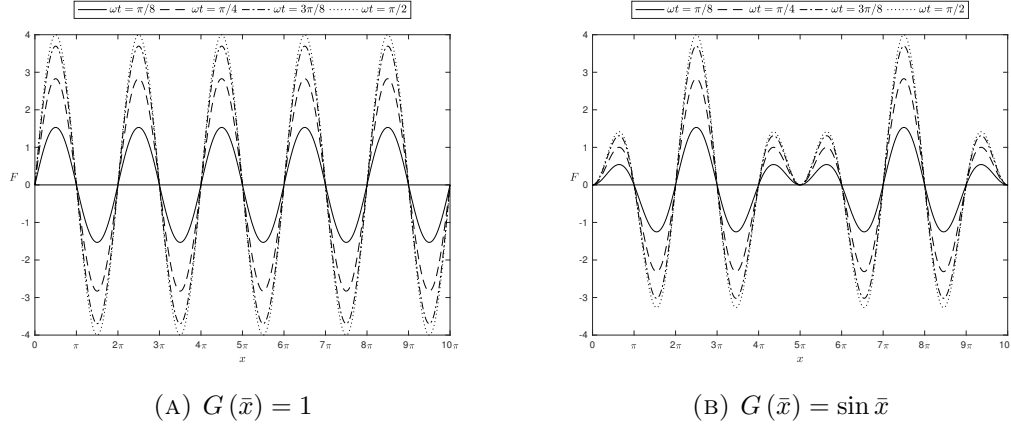 ωt = π/8 ωt = π/4 ωt = 3π/8 ωt = π/2
4
3
2
1
F
0
-1
-2
-3
-4
0 π 2π 3π 4π 5π 6π 7π 8π 9π 10π
x
(A) G (x̄) = 1
ωt = π/8 ωt = π/4 ωt = 3π/8 ωt = π/2
4
3
2
1
F
0
-1
-2
-3
-4
0 π 2π 3π 4π 5π 6π 7π 8π 9π 10
x
(B) G (x̄) = sin x̄